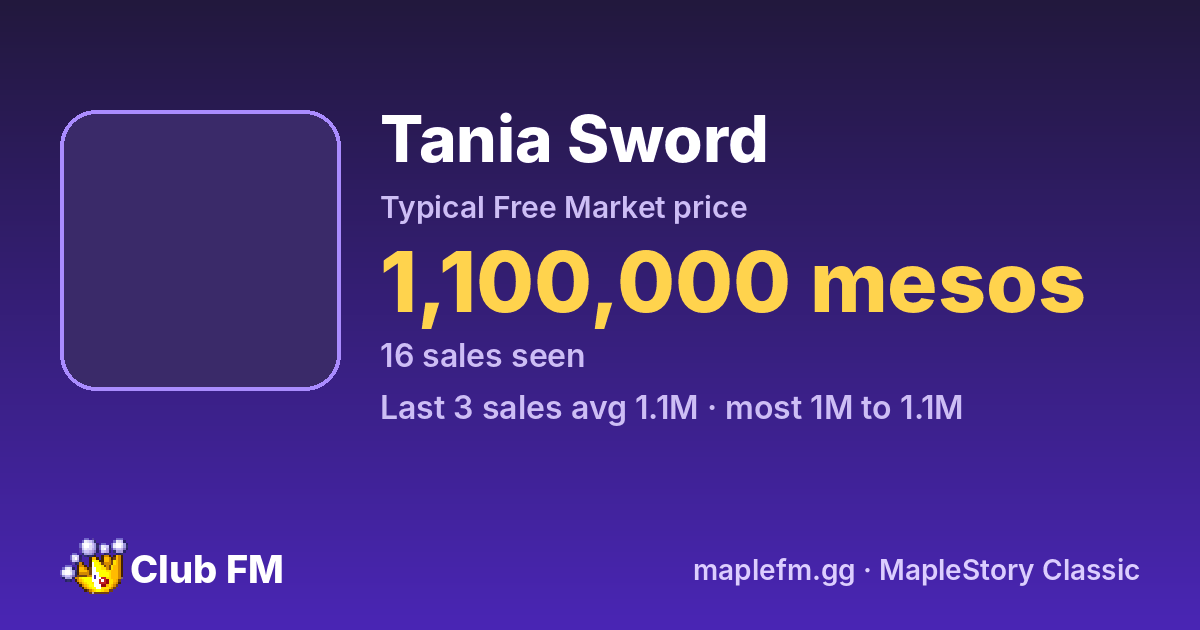 Tania Sword
Typical Free Market price
1,100,000 mesos
16 sales seen
Last 3 sales avg 1.1M · most 1M to 1.1M
Club FM
maplefm.gg · MapleStory Classic